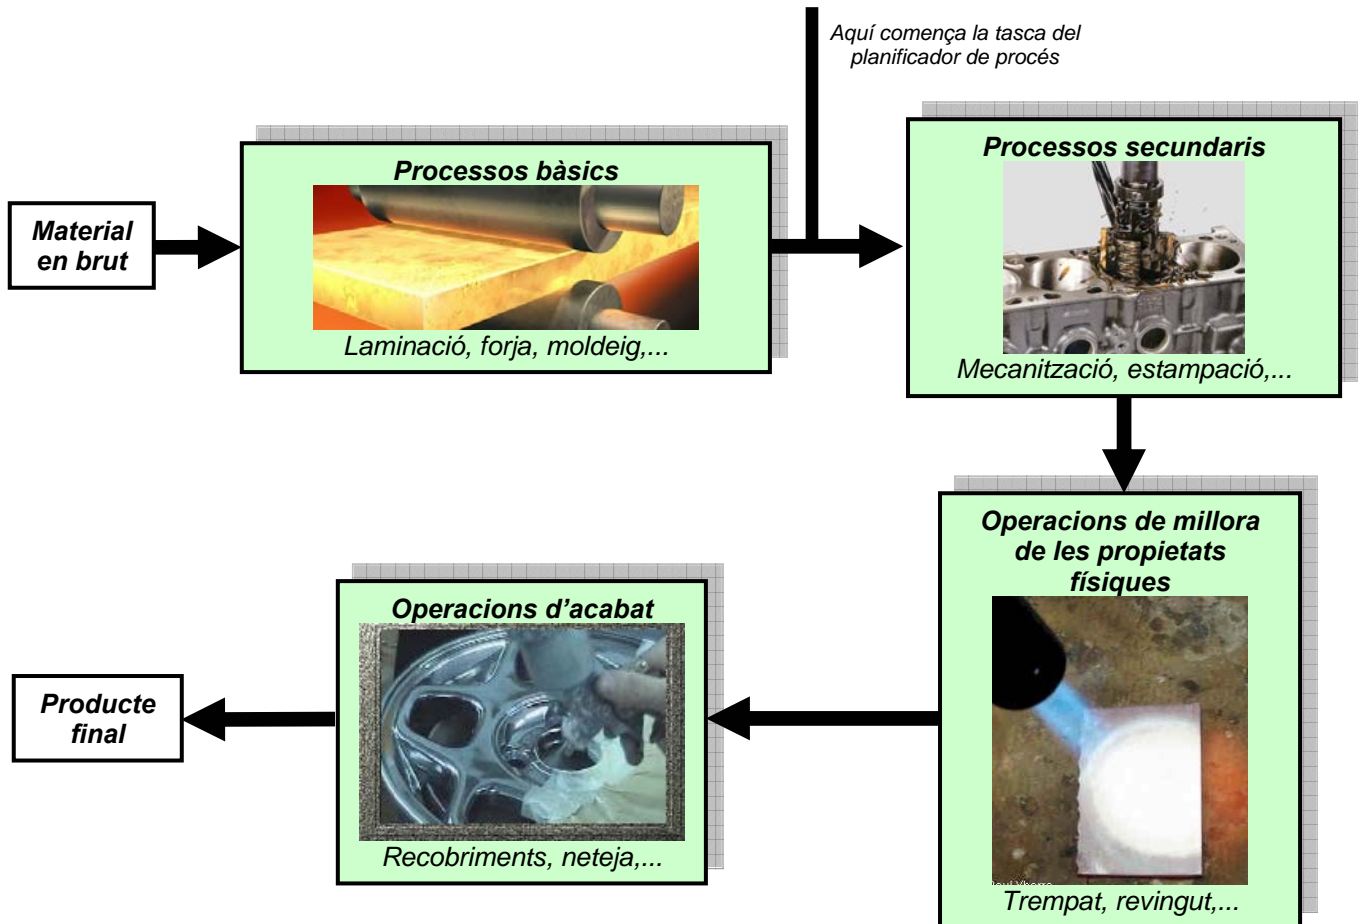 Aquí comença la tasca del
planificador de procés
Processos bàsics
Laminació, forja, moldeig,...
Processos secundaris
Mecanització, estampació,...
Material
en brut
Operacions de millora
de les propietats
físiques
Trempat, revingut,...
Operacions d’acabat
Recobriments, neteja,...
Producte
final